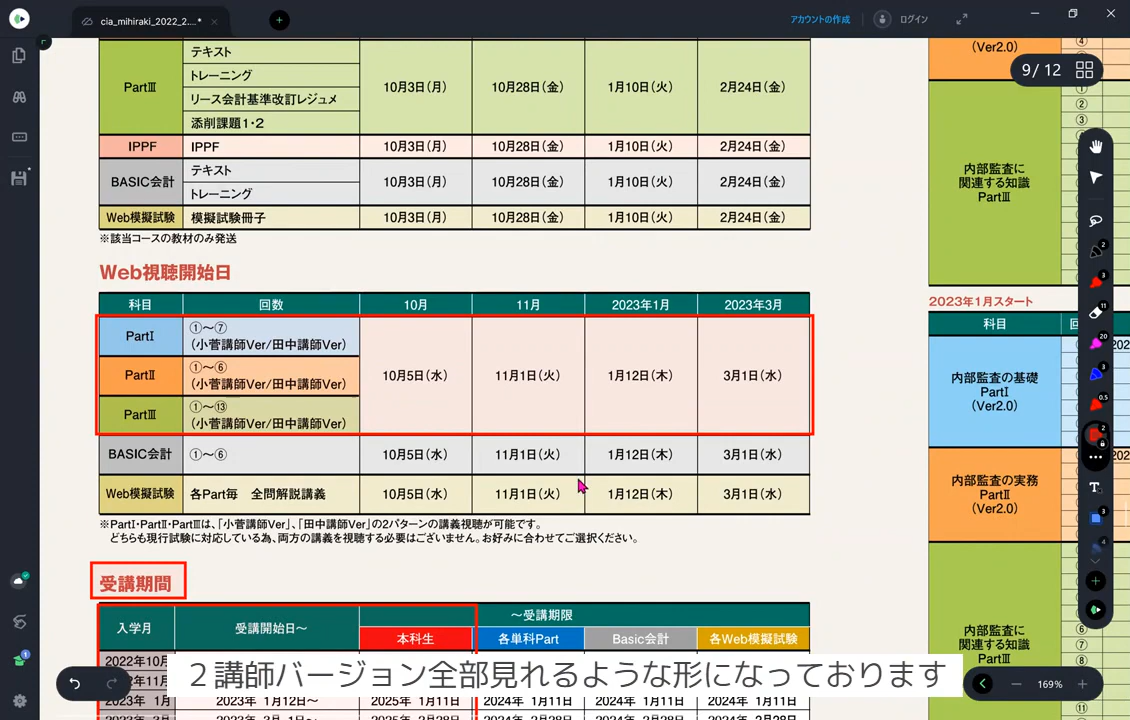 cia_mihiraki_2022_2....*
アカウントの作成
ログイン
9/12
PartⅢ
テキスト
トレーニング
リース会計基準改訂レジュメ
添削課題1・2
10月3日(月) 10月28日(金) 1月10日(火) 2月24日(金)
IPPF IPPF 10月3日(月) 10月28日(金) 1月10日(火) 2月24日(金)
BASIC会計
テキスト
トレーニング
10月3日(月) 10月28日(金) 1月10日(火) 2月24日(金)
Web模擬試験 模擬試験冊子 10月3日(月) 10月28日(金) 1月10日(火) 2月24日(金)
※該当コースの教材のみ発送
Web視聴開始日
科目 回数 10月 11月 2023年1月 2023年3月
PartⅠ
①〜⑦
(小菅講師Ver/田中講師Ver)
PartⅡ
①〜⑥
(小菅講師Ver/田中講師Ver)
10月5日(水) 11月1日(火) 1月12日(木) 3月1日(水)
PartⅢ
①〜⑬
(小菅講師Ver/田中講師Ver)
BASIC会計 ①〜⑥ 10月5日(水) 11月1日(火) 1月12日(木) 3月1日(水)
Web模擬試験 各Part毎 全問解説講義 10月5日(水) 11月1日(火) 1月12日(木) 3月1日(水)
※PartⅠ・PartⅡ・PartⅢは、「小菅講師Ver」、「田中講師Ver」の2パターンの講義視聴が可能です。
どちらも現行試験に対応している為、両方の講義を視聴する必要はございません。お好みに合わせてご選択ください。
受講期間
入学月 受講開始日〜 〜受講期限
本科生 各単科Part Basic会計 各Web模擬試験
2022年10月
2023年 1月 2023年 1月12日〜 2025年 1月11日 2024年 1月11日 2024年 1月11日 2024年 1月11日
(Ver2.0)
④
①
②
③
内部監査に
関連する知識
PartⅢ
2023年1月スタート
科目
内部監査の基礎
PartⅠ
(Ver2.0)
内部監査の実務
PartⅡ
(Ver2.0)
内部監査に
関連する知識
PartⅢ
⑥
⑦
⑧
⑪
169%
２講師バージョン全部見れるような形になっております